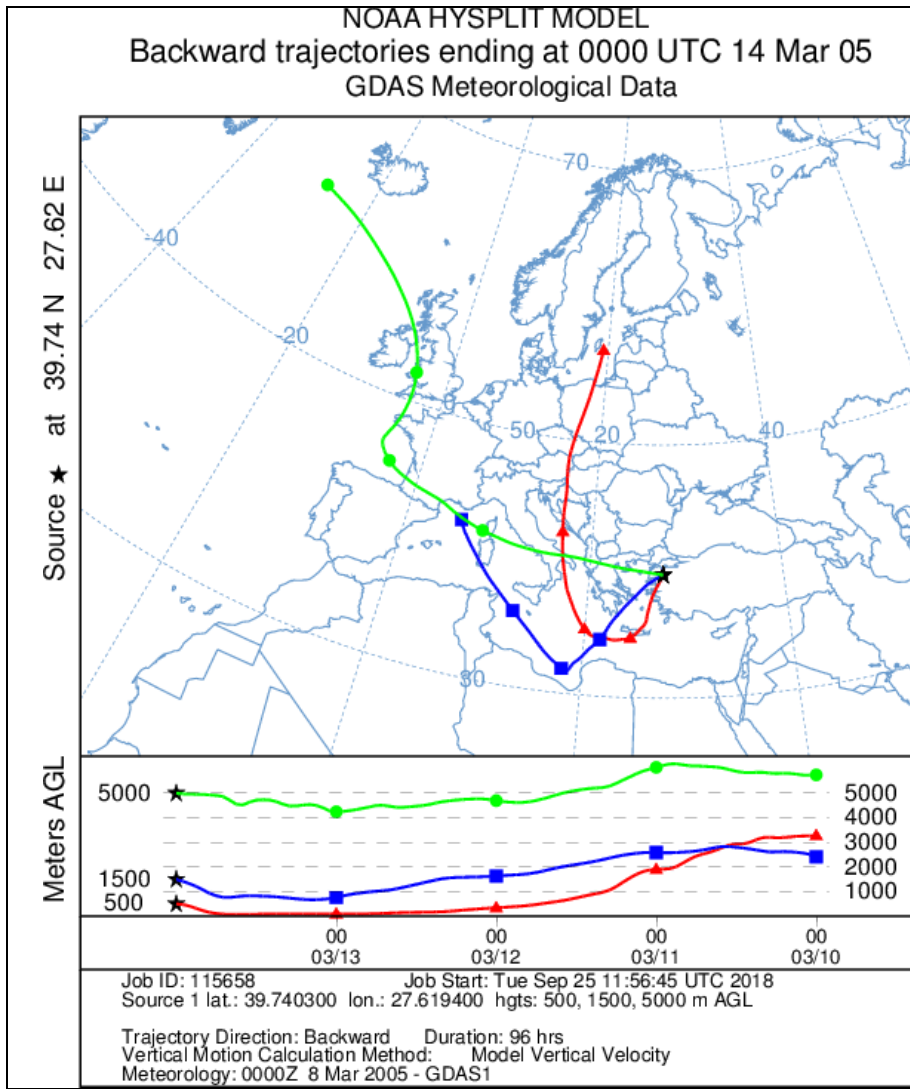 NOAA HYSPLIT MODEL
Backward trajectories ending at 0000 UTC 14 Mar 05
GDAS Meteorological Data
Source ★ at 39.74 N 27.62 E
70
-40
-20
0
50
20
40
30
Meters AGL
5000
1500
500
5000
4000
3000
2000
1000
00 00 00 00
03/13 03/12 03/11 03/10
Job ID: 115658 Job Start: Tue Sep 25 11:56:45 UTC 2018
Source 1 lat.: 39.740300 lon.: 27.619400 hgts: 500, 1500, 5000 m AGL
Trajectory Direction: Backward Duration: 96 hrs
Vertical Motion Calculation Method: Model Vertical Velocity
Meteorology: 0000Z 8 Mar 2005 - GDAS1